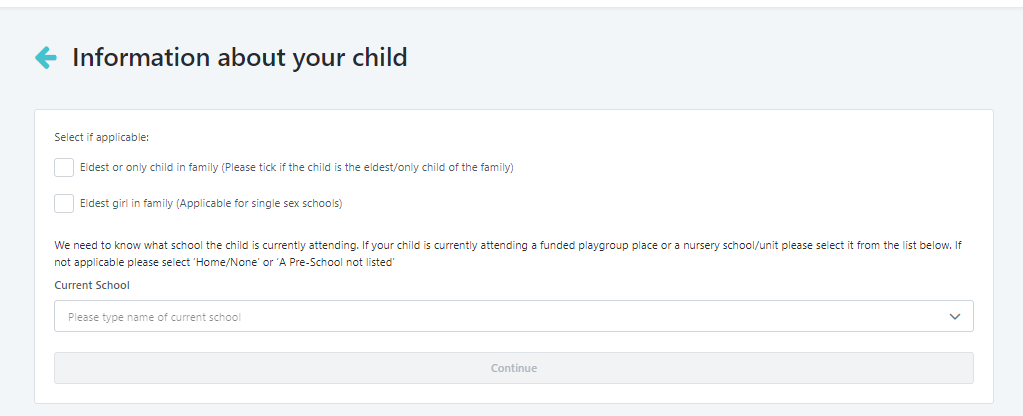 Information about your child
Select if applicable:
Eldest or only child in family (Please tick if the child is the eldest/only child of the family)
Eldest girl in family (Applicable for single sex schools)
We need to know what school the child is currently attending. If your child is currently attending a funded playgroup place or a nursery school/unit please select it from the list below. If
not applicable please select 'Home/None' or 'A Pre-School not listed'
Current School
Please type name of current school
Continue